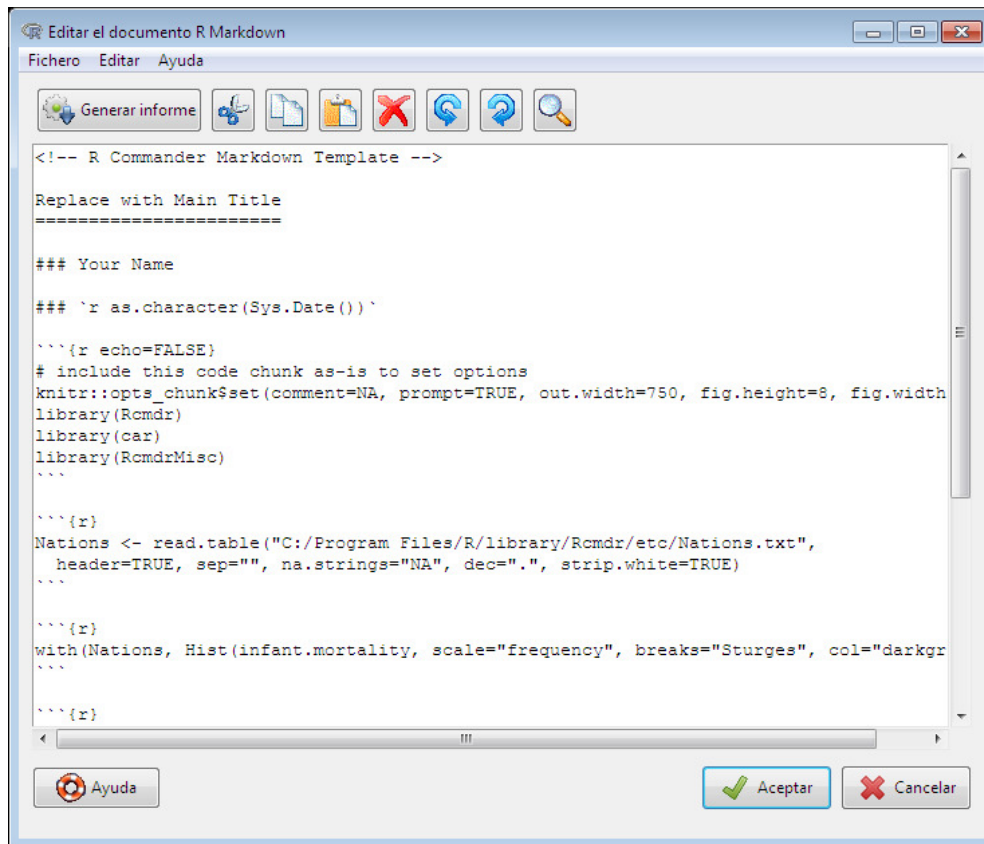 Editar el documento R Markdown
Fichero Editar Ayuda
Generar informe
<!-- R Commander Markdown Template -->
Replace with Main Title
=======================
### Your Name
### `r as.character(Sys.Date())`
```{r echo=FALSE}
# include this code chunk as-is to set options
knitr::opts_chunk$set(comment=NA, prompt=TRUE, out.width=750, fig.height=8, fig.width
library(Rcmdr)
library(car)
library(RcmdrMisc)
```
```{r}
Nations <- read.table("C:/Program Files/R/library/Rcmdr/etc/Nations.txt",
header=TRUE, sep="", na.strings="NA", dec=".", strip.white=TRUE)
```
```{r}
with(Nations, Hist(infant.mortality, scale="frequency", breaks="Sturges", col="darkgr
```
```{r}
Ayuda
Aceptar
Cancelar